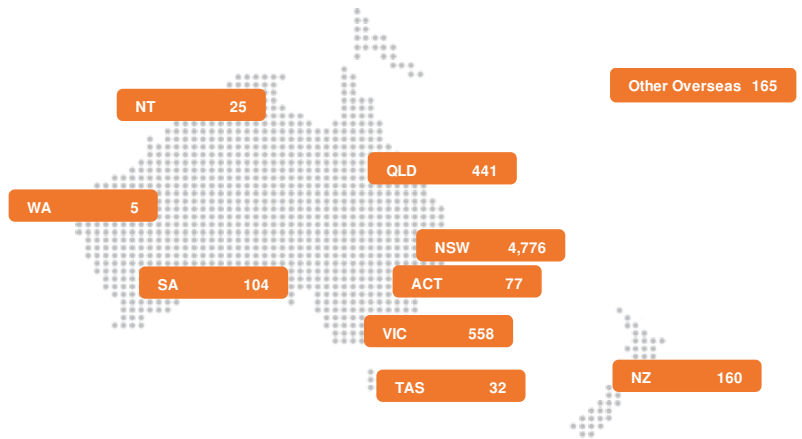 Other Overseas 165
NT 25
QLD 441
WA 5
NSW 4,776
SA 104
ACT 77
VIC 558
NZ 160
TAS 32